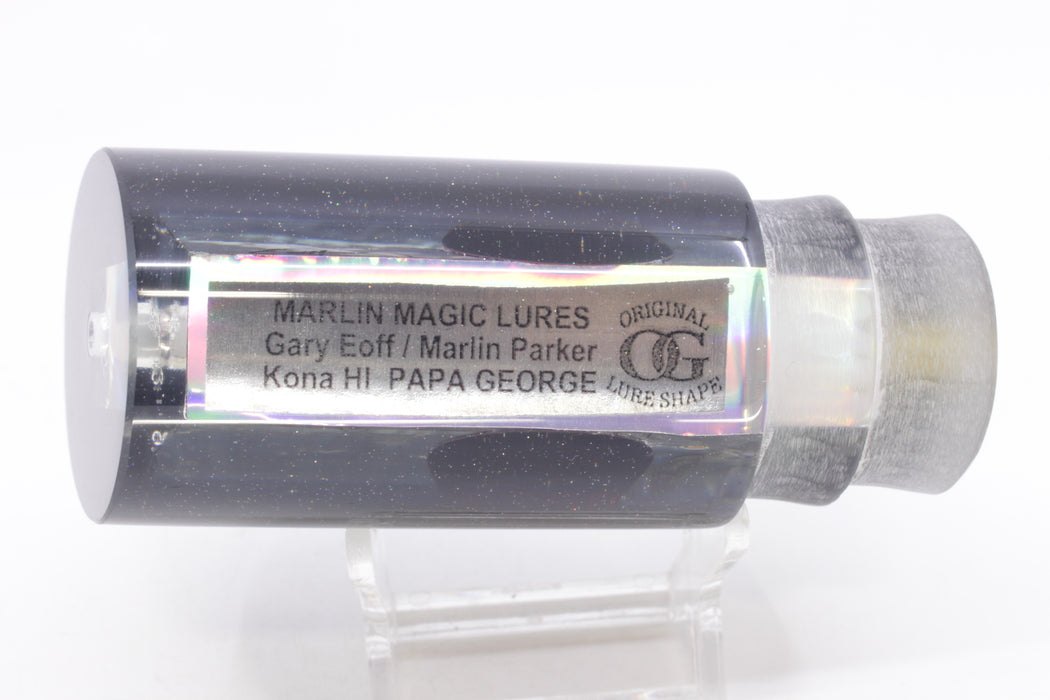 MARLIN MAGIC LURES
Gary Eoff / Marlin Parker
Kona HI PAPA GEORGE
ORIGINAL
OG
LURE SHAPE